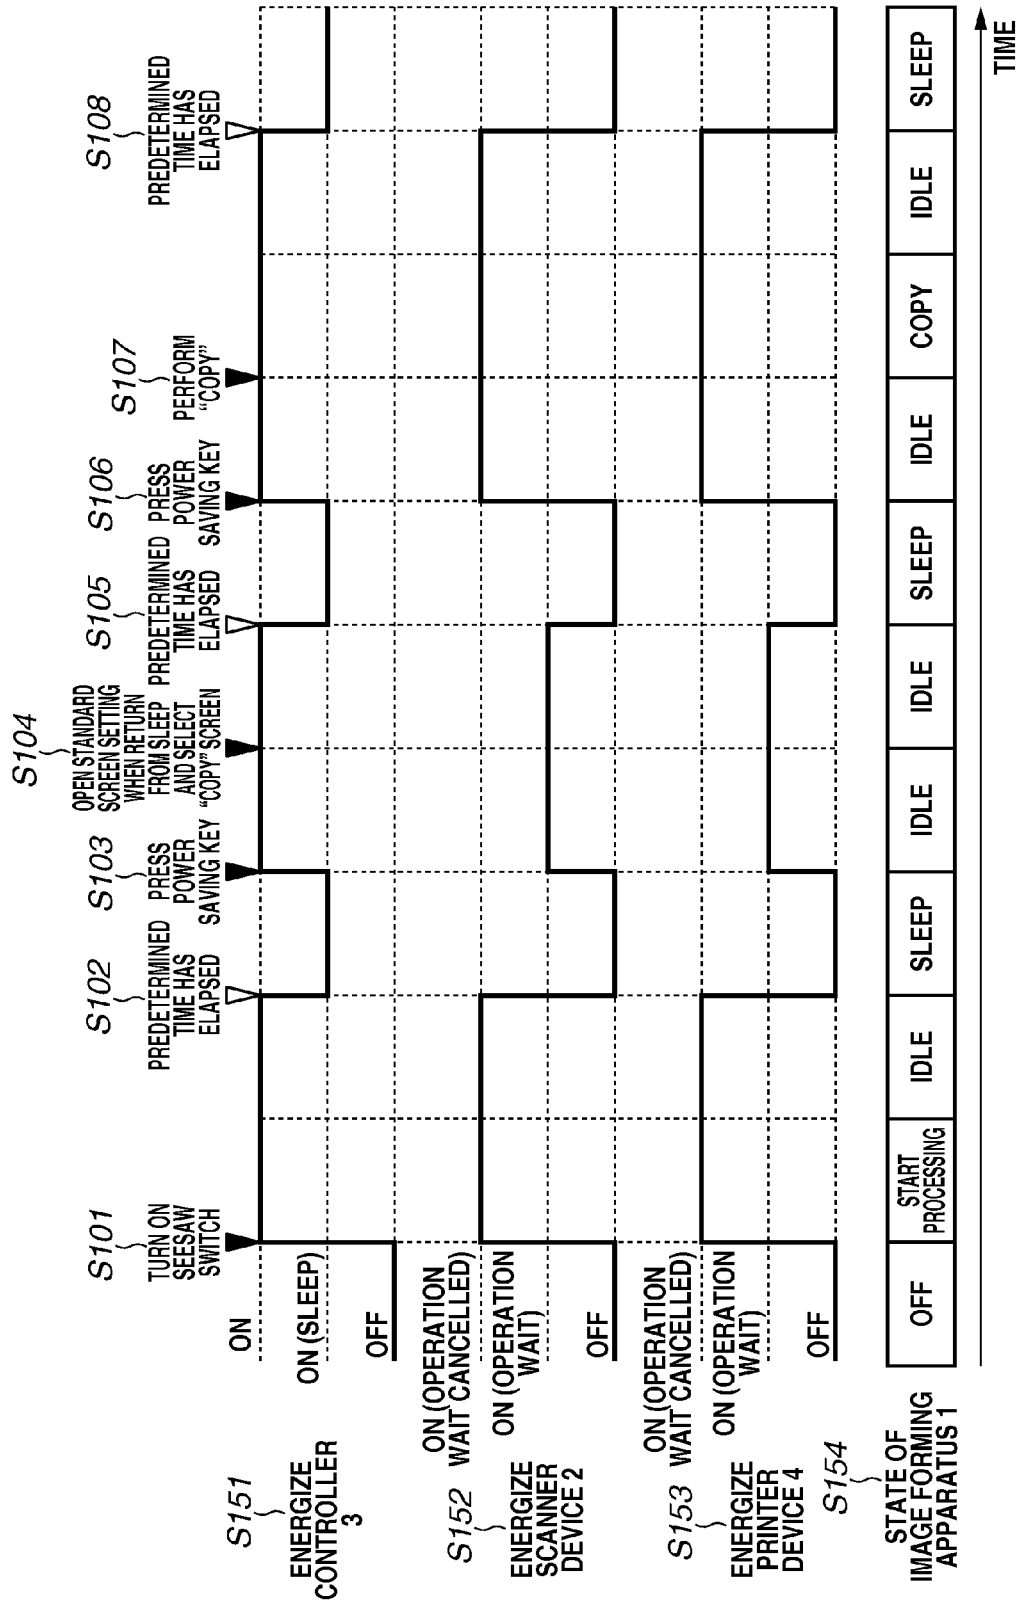 S101
TURN ON
SEESAW
SWITCH
S102
PREDETERMINED
TIME HAS
ELAPSED
S103
PRESS
POWER
SAVING KEY
S104
OPEN STANDARD
SCREEN SETTING
WHEN RETURN
FROM SLEEP
AND SELECT
"COPY" SCREEN
S105
PREDETERMINED
TIME HAS
ELAPSED
S106
PRESS
POWER
SAVING KEY
S107
PERFORM
"COPY"
S108
PREDETERMINED
TIME HAS
ELAPSED
S151
ENERGIZE
CONTROLLER
3
ON
ON (SLEEP)
OFF
S152
ENERGIZE
SCANNER
DEVICE 2
ON (OPERATION
WAIT CANCELLED)
ON (OPERATION
WAIT)
OFF
S153
ENERGIZE
PRINTER
DEVICE 4
ON (OPERATION
WAIT CANCELLED)
ON (OPERATION
WAIT)
OFF
S154
STATE OF
IMAGE FORMING
APPARATUS 1
OFF
START
PROCESSING
IDLE
SLEEP
IDLE
IDLE
SLEEP
IDLE
COPY
IDLE
SLEEP
TIME